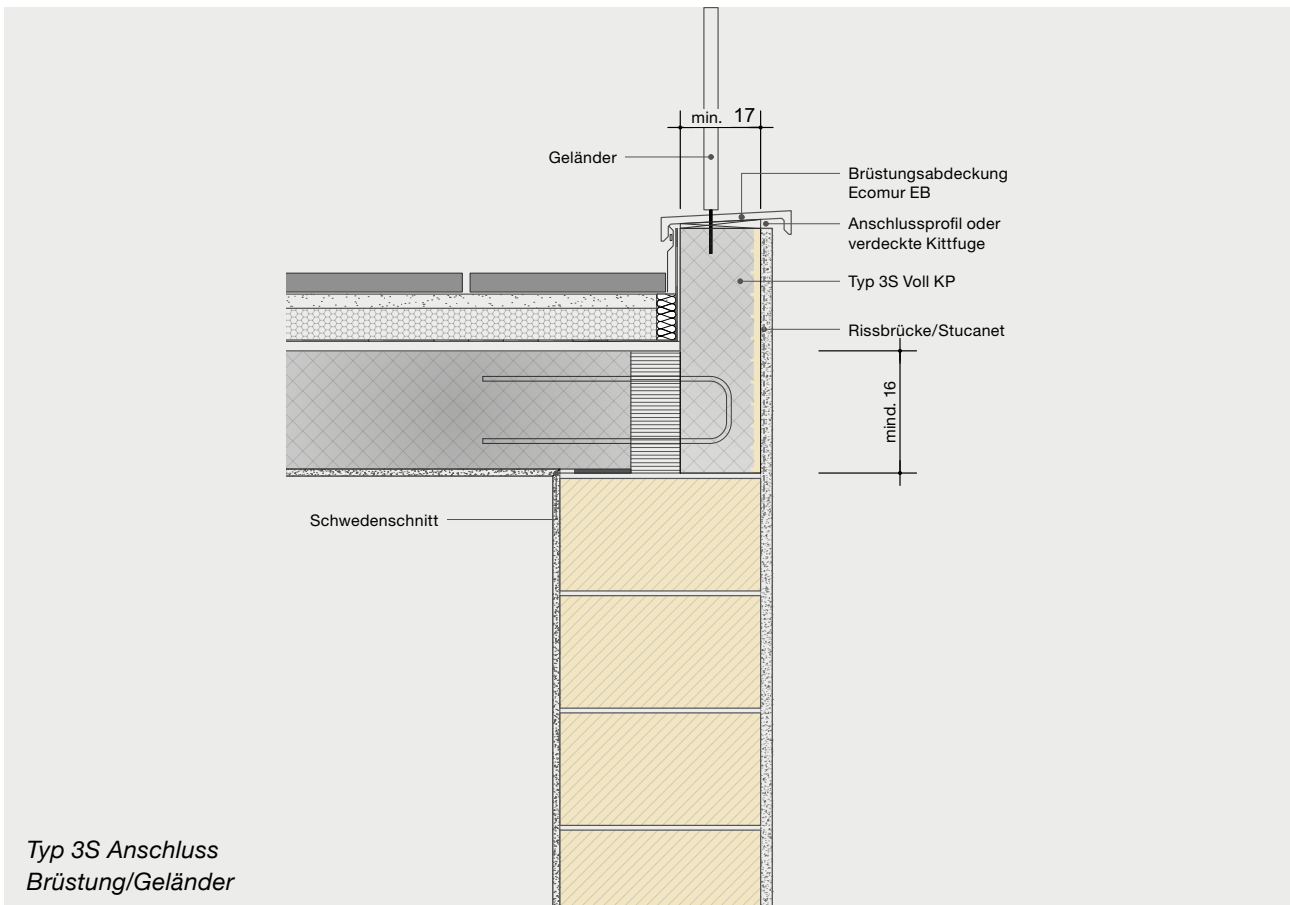 min. 17
Geländer
Brüstungsabdeckung
Ecomur EB
Anschlussprofil oder
verdeckte Kittfuge
Typ 3S Voll KP
Rissbrücke/Stucanet
mind. 16
Schwedenschnitt
Typ 3S Anschluss
Brüstung/Geländer